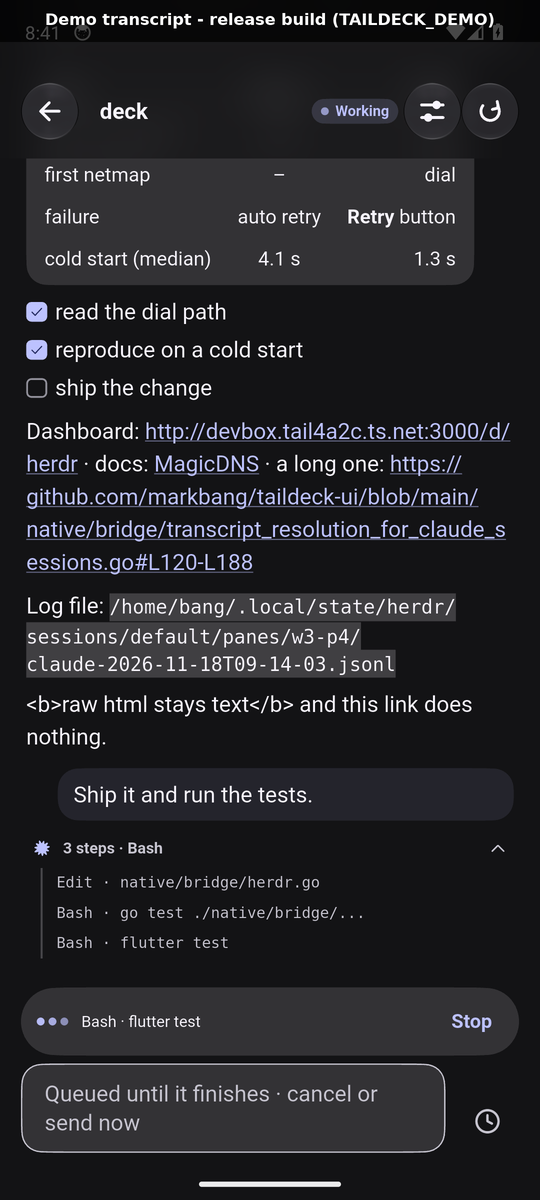 Demo transcript - release build (TAILDECK_DEMO)
8:41
deck
Working
first netmap – dial
failure auto retry Retry button
cold start (median) 4.1 s 1.3 s
read the dial path
reproduce on a cold start
ship the change
Dashboard: http://devbox.tail4a2c.ts.net:3000/d/
herdr · docs: MagicDNS · a long one: https://
github.com/markbang/taildeck-ui/blob/main/
native/bridge/transcript_resolution_for_claude_s
essions.go#L120-L188
Log file: /home/bang/.local/state/herdr/
sessions/default/panes/w3-p4/
claude-2026-11-18T09-14-03.jsonl
<b>raw html stays text</b> and this link does
nothing.
Ship it and run the tests.
3 steps · Bash
Edit · native/bridge/herdr.go
Bash · go test ./native/bridge/...
Bash · flutter test
Bash · flutter test
Stop
Queued until it finishes · cancel or
send now